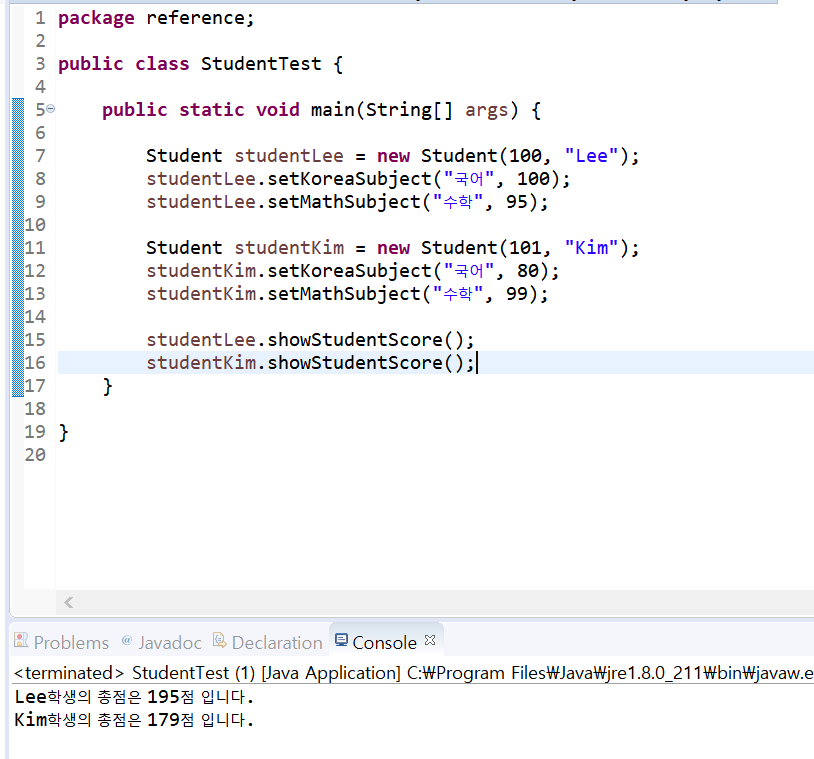 1 package reference;
2
3 public class StudentTest {
4
5 public static void main(String[] args) {
6
7 Student studentLee = new Student(100, "Lee");
8 studentLee.setKoreaSubject("국어", 100);
9 studentLee.setMathSubject("수학", 95);
10
11 Student studentKim = new Student(101, "Kim");
12 studentKim.setKoreaSubject("국어", 80);
13 studentKim.setMathSubject("수학", 99);
14
15 studentLee.showStudentScore();
16 studentKim.showStudentScore();
17 }
18
19 }
20
Problems @ Javadoc Declaration Console
<terminated> StudentTest (1) [Java Application] C:₩Program Files₩Java₩jre1.8.0_211₩bin₩javaw.e
Lee학생의 총점은 195점 입니다.
Kim학생의 총점은 179점 입니다.